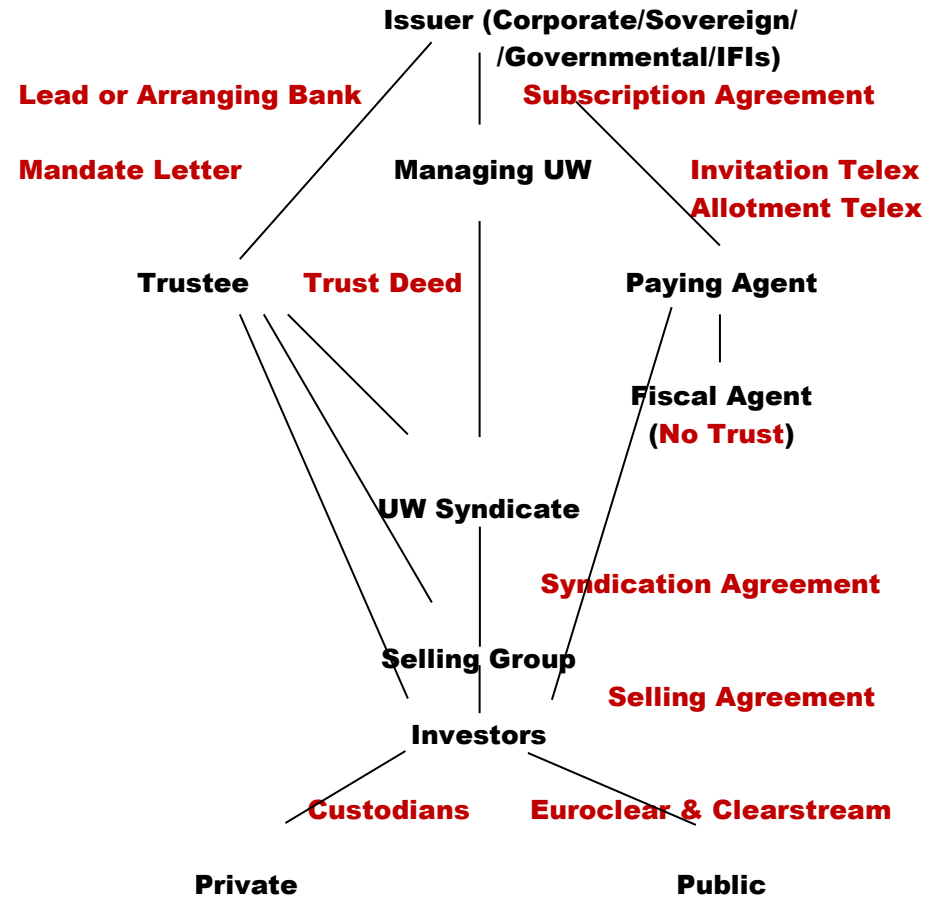 Issuer (Corporate/Sovereign/
/Governmental/IFIs)
Lead or Arranging Bank
Subscription Agreement
Mandate Letter
Managing UW
Invitation Telex
Allotment Telex
Trustee
Trust Deed
Paying Agent
Fiscal Agent
(No Trust)
UW Syndicate
Syndication Agreement
Selling Group
Selling Agreement
Investors
Custodians
Euroclear & Clearstream
Private
Public